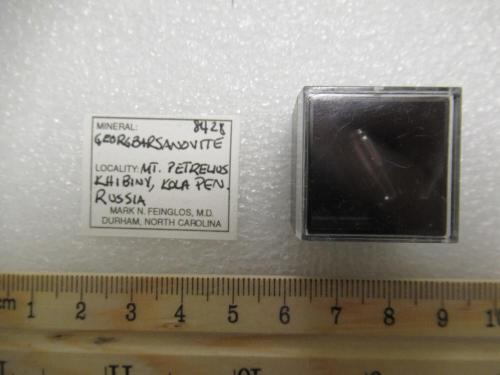 MINERAL: 8428
GEORGBARSANOVITE
LOCALITY: MT. PETRELIUS
KHIBINY, KOLA PEN.
RUSSIA
MARK N. FEINGLOS, M.D.
DURHAM, NORTH CAROLINA
cm 1 2 3 4 5 6 7 8 9 10